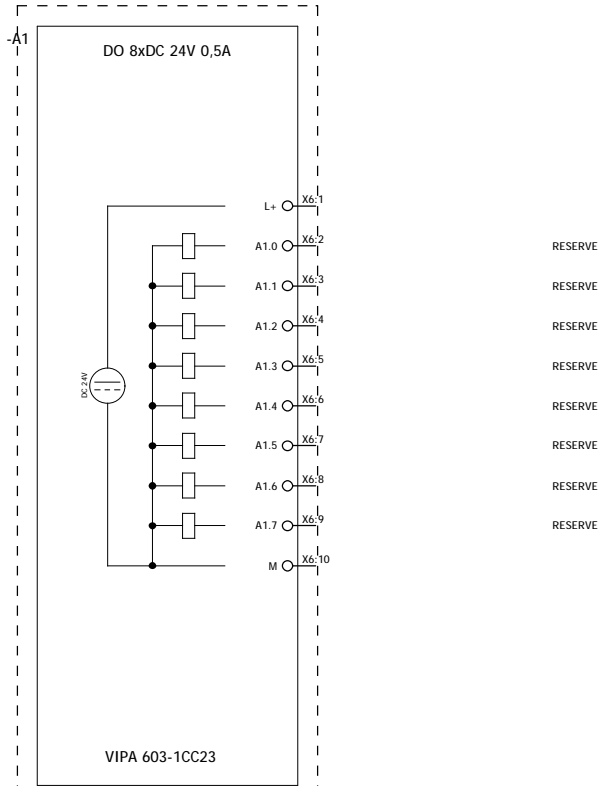 -A1
DO 8xDC 24V 0,5A
L+ X6:1
A1.0 X6:2 RESERVE
A1.1 X6:3 RESERVE
A1.2 X6:4 RESERVE
A1.3 X6:5 RESERVE
DC 24V
A1.4 X6:6 RESERVE
A1.5 X6:7 RESERVE
A1.6 X6:8 RESERVE
A1.7 X6:9 RESERVE
M X6:10
VIPA 603-1CC23